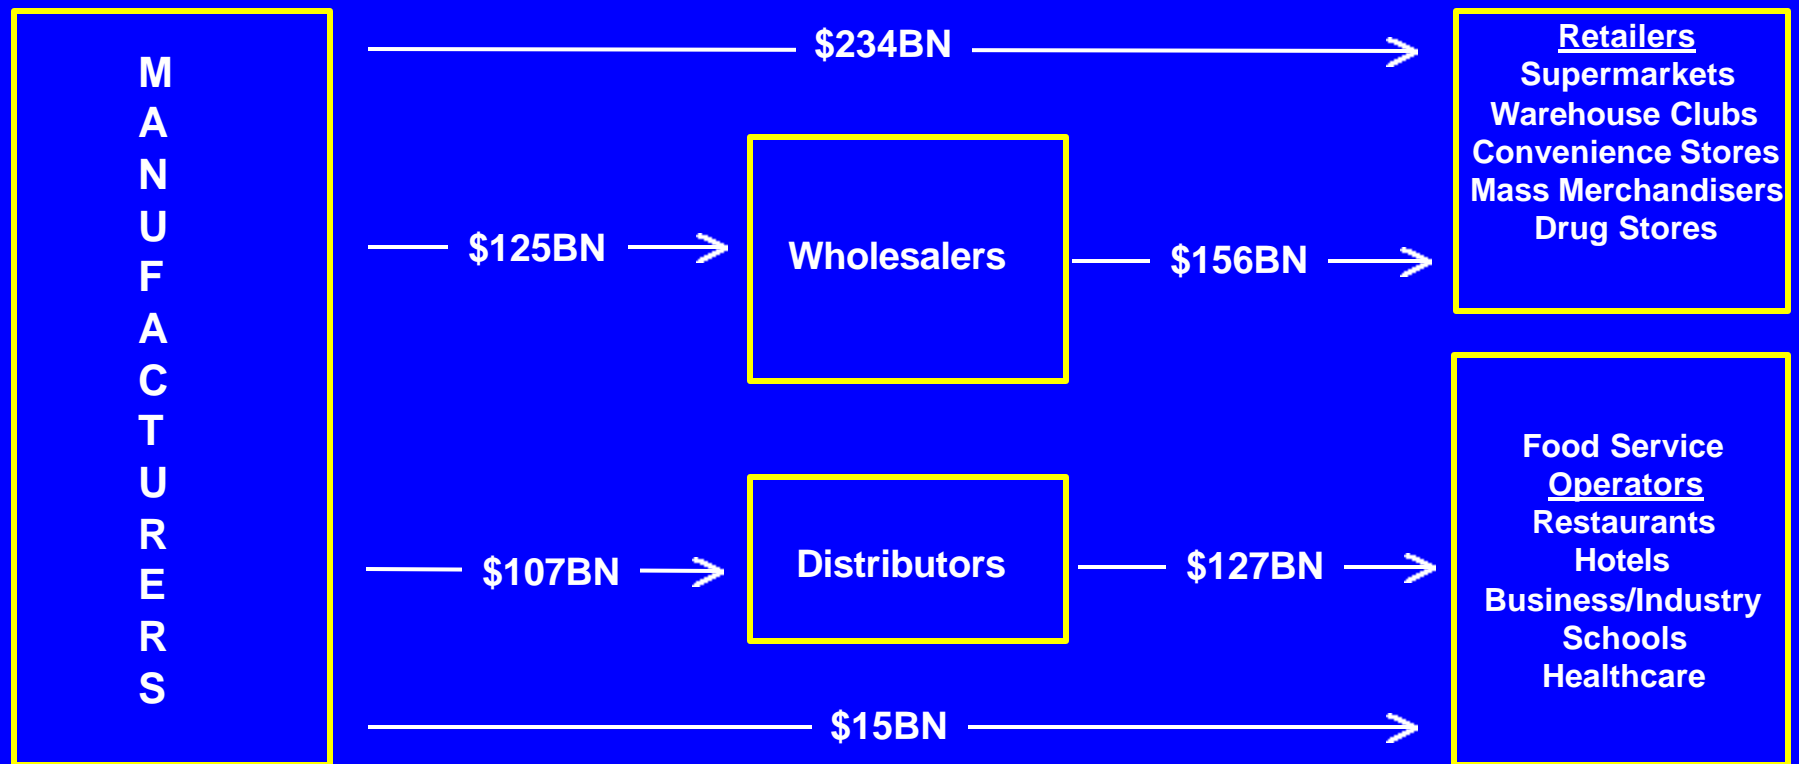 MANUFACTURERS
$234BN
Retailers
Supermarkets
Warehouse Clubs
Convenience Stores
Mass Merchandisers
Drug Stores
$125BN
Wholesalers
$156BN
Food Service
Operators
Restaurants
Hotels
Business/Industry
Schools
Healthcare
$107BN
Distributors
$127BN
$15BN